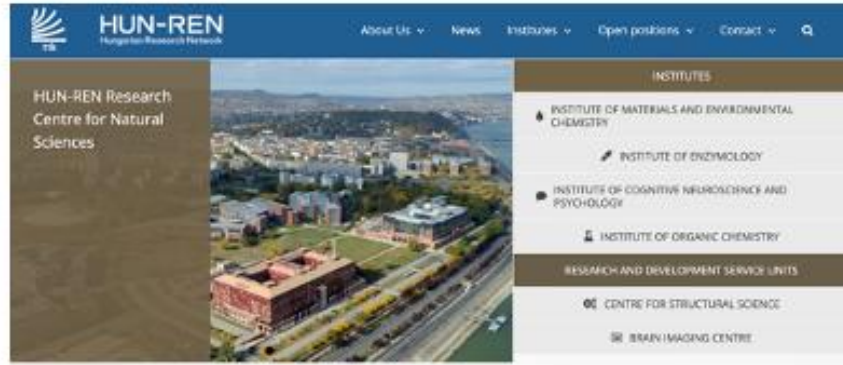 HUN-REN
Hungarian Research Network
TTK
About Us
News
Institutes
Open positions
Contact
HUN-REN Research
Centre for Natural
Sciences
INSTITUTES
INSTITUTE OF MATERIALS AND ENVIRONMENTAL
CHEMISTRY
INSTITUTE OF ENZYMOLOGY
INSTITUTE OF COGNITIVE NEUROSCIENCE AND
PSYCHOLOGY
INSTITUTE OF ORGANIC CHEMISTRY
RESEARCH AND DEVELOPMENT SERVICE UNITS
CENTRE FOR STRUCTURAL SCIENCE
BRAIN IMAGING CENTRE